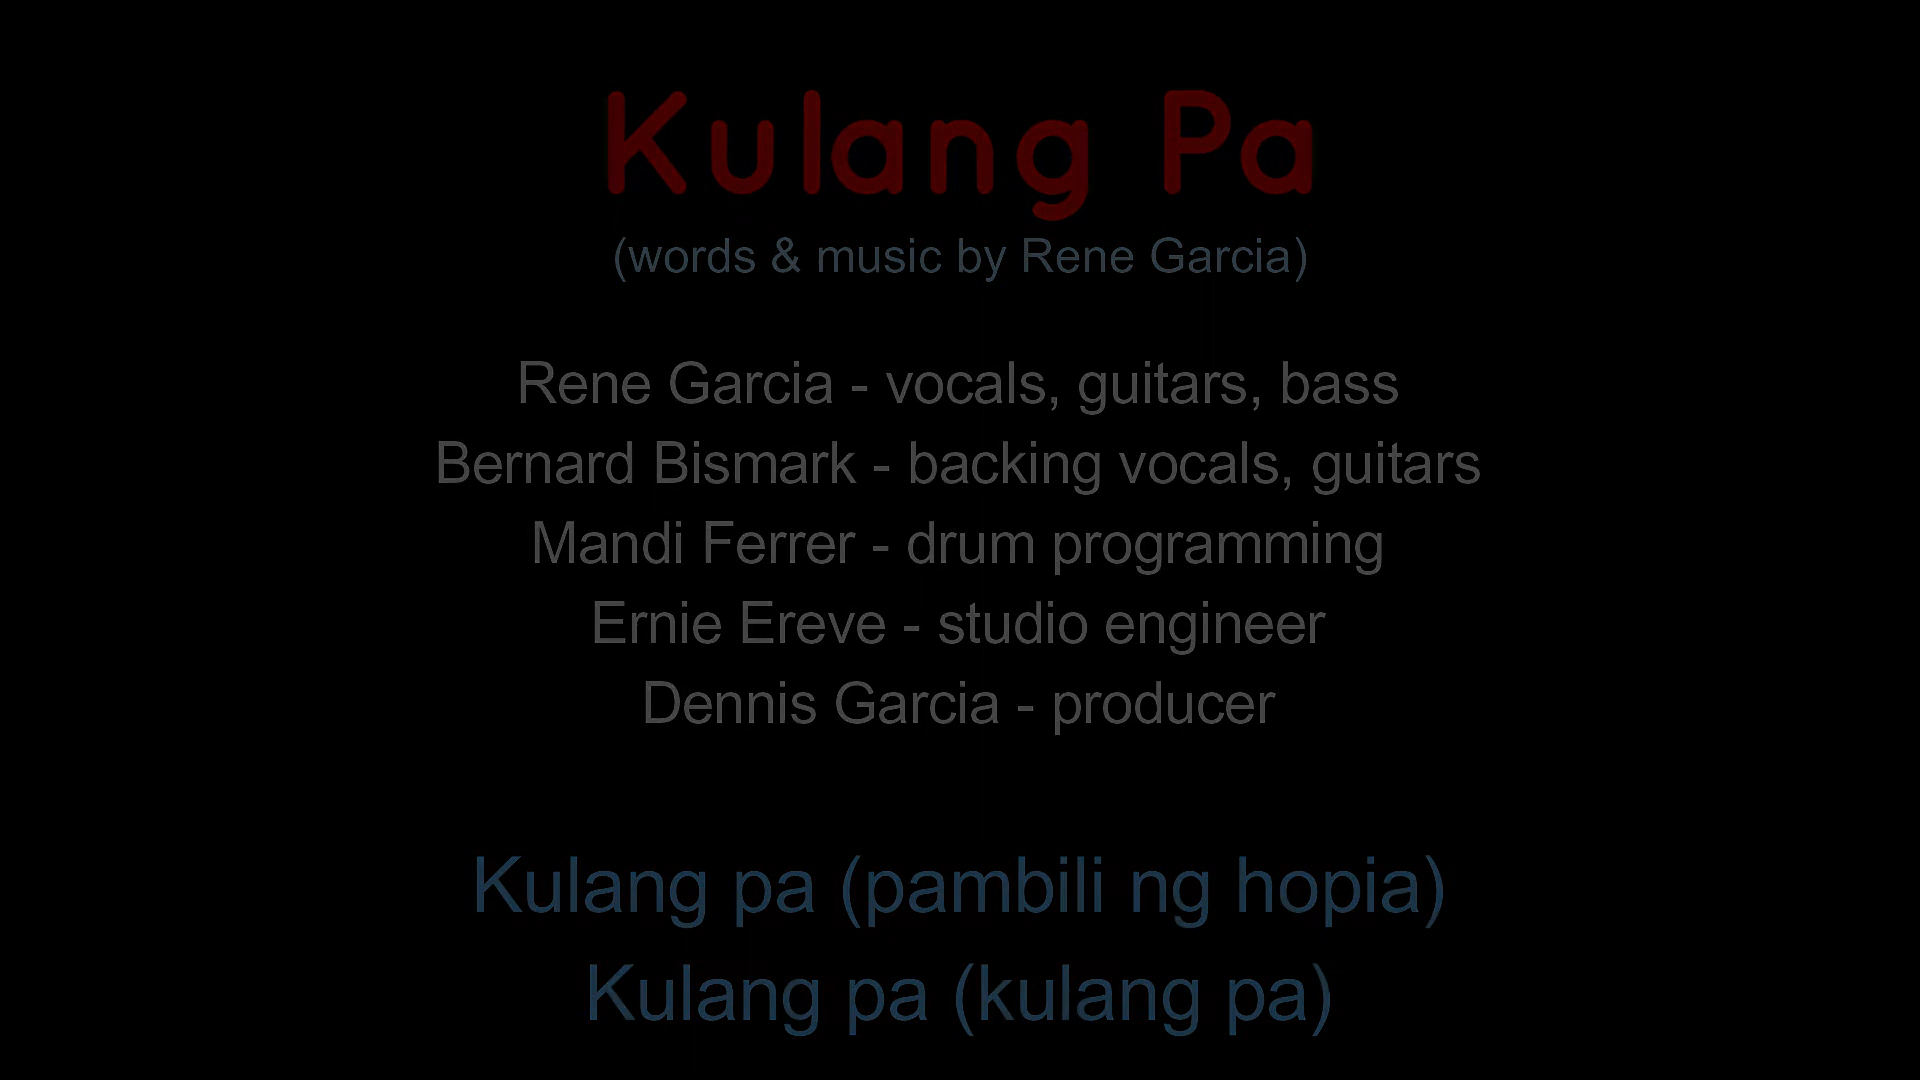 Kulang Pa
(words & music by Rene Garcia)
Rene Garcia - vocals, guitars, bass
Bernard Bismark - backing vocals, guitars
Mandi Ferrer - drum programming
Ernie Ereve - studio engineer
Dennis Garcia - producer
Kulang pa (pambili ng hopia)
Kulang pa (kulang pa)